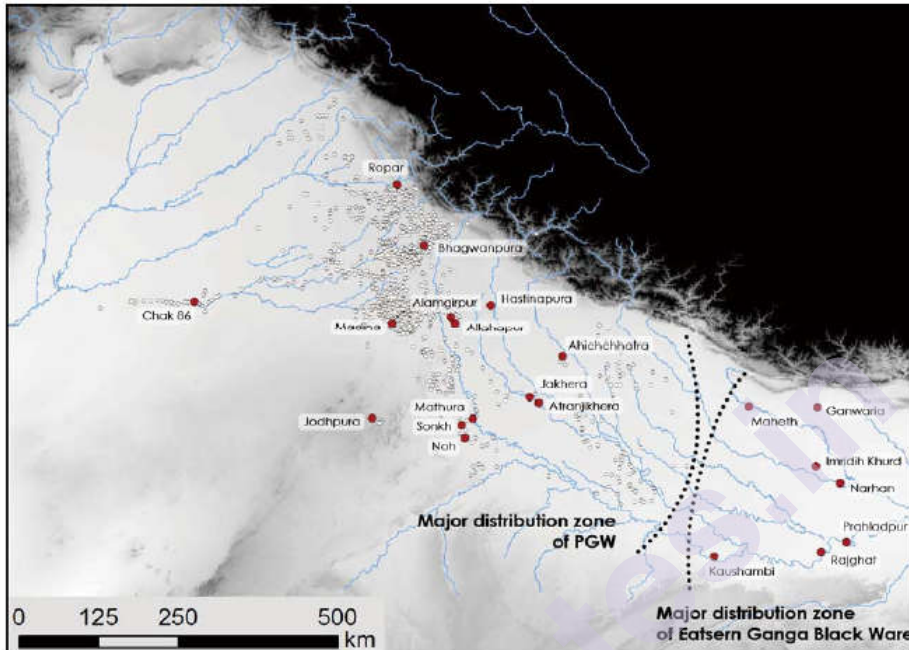 Ropar
Bhagwanpura
Alamgirpur
Hastinapura
Chak 86
Allahapur
Ahichchhatra
Jakhera
Atranjikhera
Mathura
Jodhpura
Sonkh
Noh
Maheth
Ganwaria
Imridih Khurd
Narhan
Major distribution zone
of PGW
Prahladpur
Kaushambi
Rajghat
0 125 250 500
km
Major distribution zone
of Eatsern Ganga Black Ware